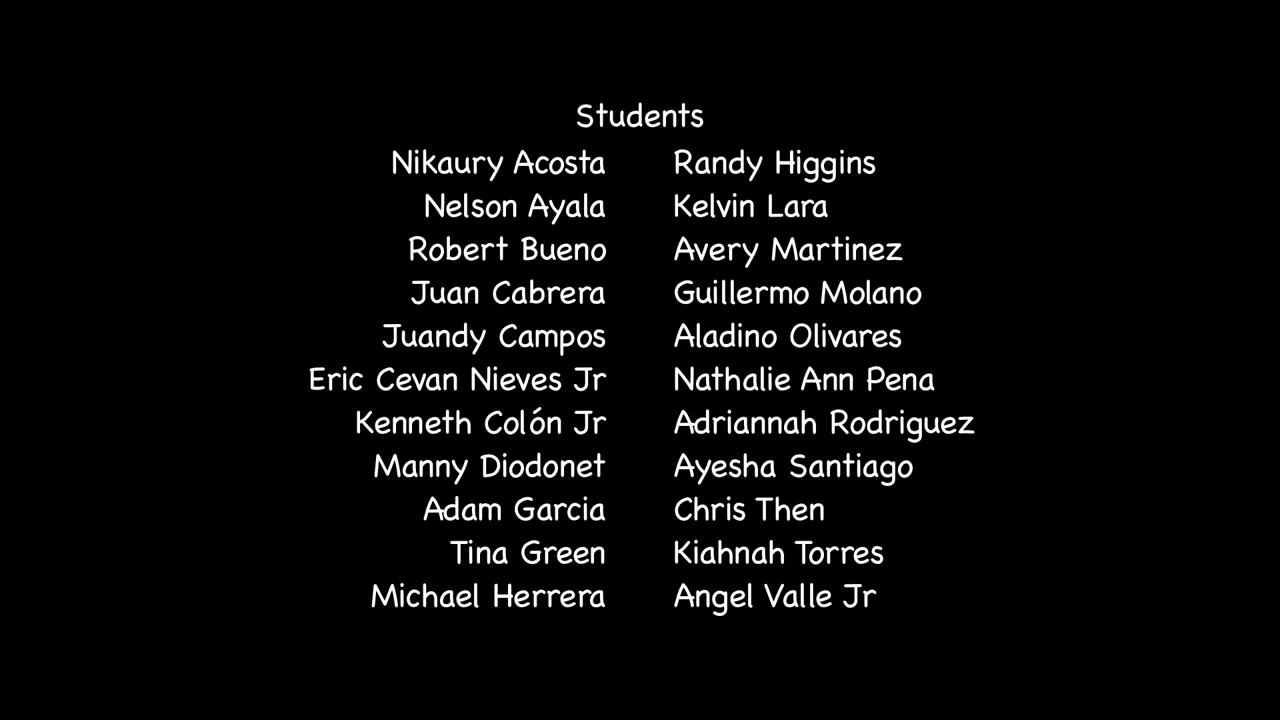 Students
Nikaury Acosta
Nelson Ayala
Robert Bueno
Juan Cabrera
Juandy Campos
Eric Cevan Nieves Jr
Kenneth Colón Jr
Manny Diodonet
Adam Garcia
Tina Green
Michael Herrera
Randy Higgins
Kelvin Lara
Avery Martinez
Guillermo Molano
Aladino Olivares
Nathalie Ann Pena
Adriannah Rodriguez
Ayesha Santiago
Chris Then
Kiahnah Torres
Angel Valle Jr